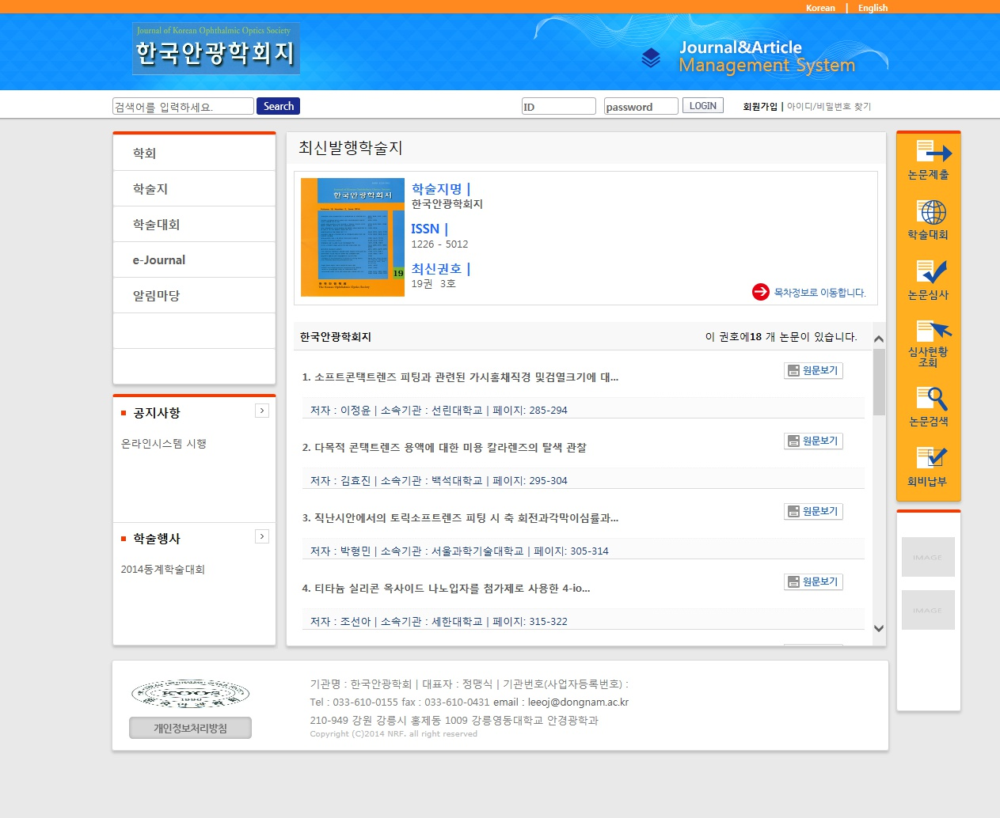 Korean | English
Journal of Korean Ophthalmic Optics Society
한국안광학회지
Journal&Article
Management System
검색어를 입력하세요.
Search
ID
password
LOGIN
회원가입 | 아이디/비밀번호 찾기
학회
학술지
학술대회
e-Journal
알림마당
공지사항
온라인시스템 시행
학술행사
2014동계학술대회
최신발행학술지
한국안광학회지
19
The Korean Ophthalmic Optics Society
학술지명 |
한국안광학회지
ISSN |
1226 - 5012
최신권호 |
19권 3호
목차정보로 이동합니다.
한국안광학회지
이 권호에18 개 논문이 있습니다.
1. 소프트콘택트렌즈 피팅과 관련된 가시홍채직경 및검열크기에 대...
원문보기
저자 : 이정윤 | 소속기관 : 선린대학교 | 페이지: 285-294
2. 다목적 콘택트렌즈 용액에 대한 미용 칼라렌즈의 탈색 관찰
원문보기
저자 : 김효진 | 소속기관 : 백석대학교 | 페이지: 295-304
3. 직난시안에서의 토릭소프트렌즈 피팅 시 축 회전과각막이심률과...
원문보기
저자 : 박형민 | 소속기관 : 서울과학기술대학교 | 페이지: 305-314
4. 티타늄 실리콘 옥사이드 나노입자를 첨가제로 사용한 4-io...
원문보기
저자 : 조선아 | 소속기관 : 세한대학교 | 페이지: 315-322
논문제출
학술대회
논문심사
심사현황
조회
논문검색
회비납부
IMAGE
IMAGE
KOOS
1990
개인정보처리방침
기관명 : 한국안광학회 | 대표자 : 정맹식 | 기관번호(사업자등록번호) :
Tel : 033-610-0155 fax : 033-610-0431 email : leeoj@dongnam.ac.kr
210-949 강원 강릉시 홍제동 1009 강릉영동대학교 안경광학과
Copyright (C)2014 NRF. all right reserved